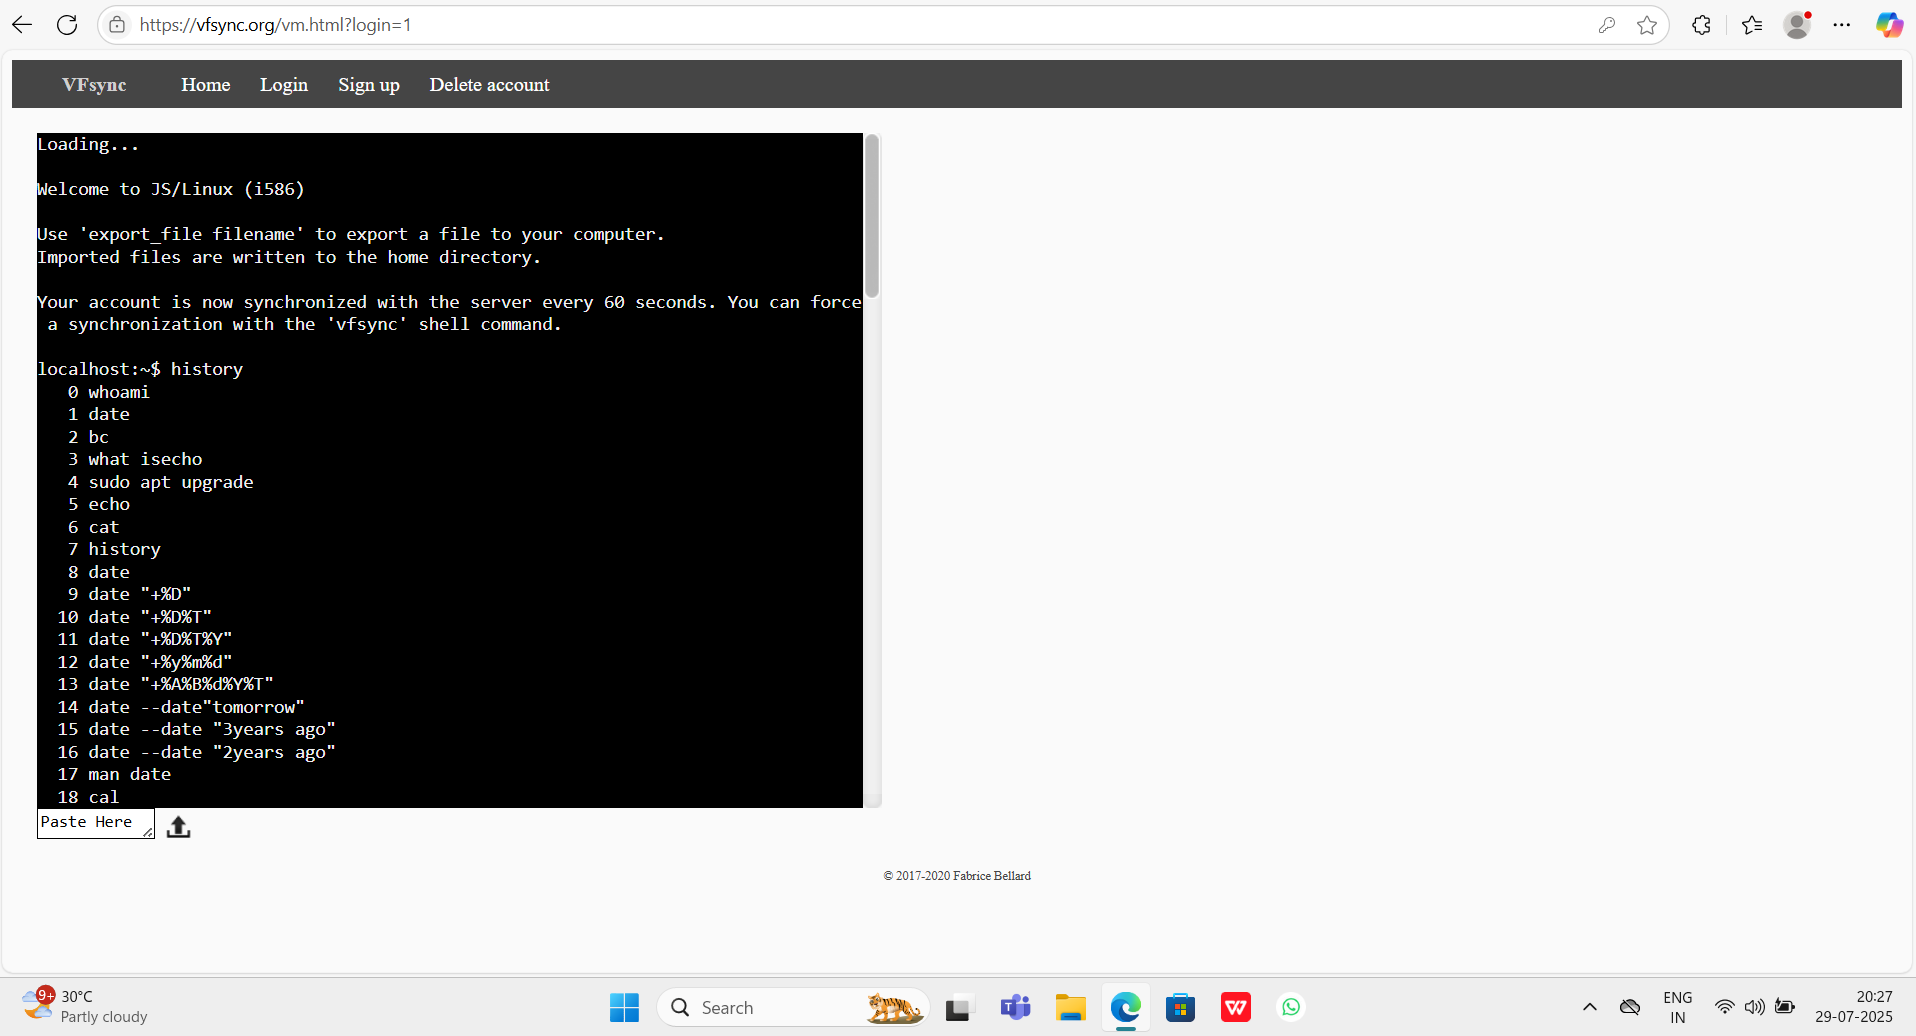 https://vfsync.org/vm.html?login=1
VFsync Home Login Sign up Delete account
Loading...
Welcome to JS/Linux (i586)
Use 'export_file filename' to export a file to your computer.
Imported files are written to the home directory.
Your account is now synchronized with the server every 60 seconds. You can force
a synchronization with the 'vfsync' shell command.
localhost:~$ history
0 whoami
1 date
2 bc
3 what isecho
4 sudo apt upgrade
5 echo
6 cat
7 history
8 date
9 date "+%D"
10 date "+%D%T"
11 date "+%D%T%Y"
12 date "+%y%m%d"
13 date "+%A%B%d%Y%T"
14 date --date"tomorrow"
15 date --date "3years ago"
16 date --date "2years ago"
17 man date
18 cal
Paste Here
© 2017-2020 Fabrice Bellard
9+ 30°C
Partly cloudy
Search
T
W
ENG
IN
20:27
29-07-2025